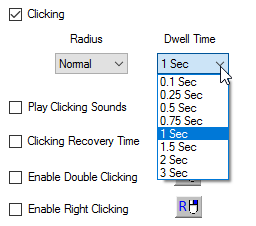 Clicking
Radius Dwell Time
Normal 1 Sec
0.1 Sec
0.25 Sec
0.5 Sec
0.75 Sec
1 Sec
1.5 Sec
2 Sec
3 Sec
Play Clicking Sounds
Clicking Recovery Time
Enable Double Clicking
Enable Right Clicking
R